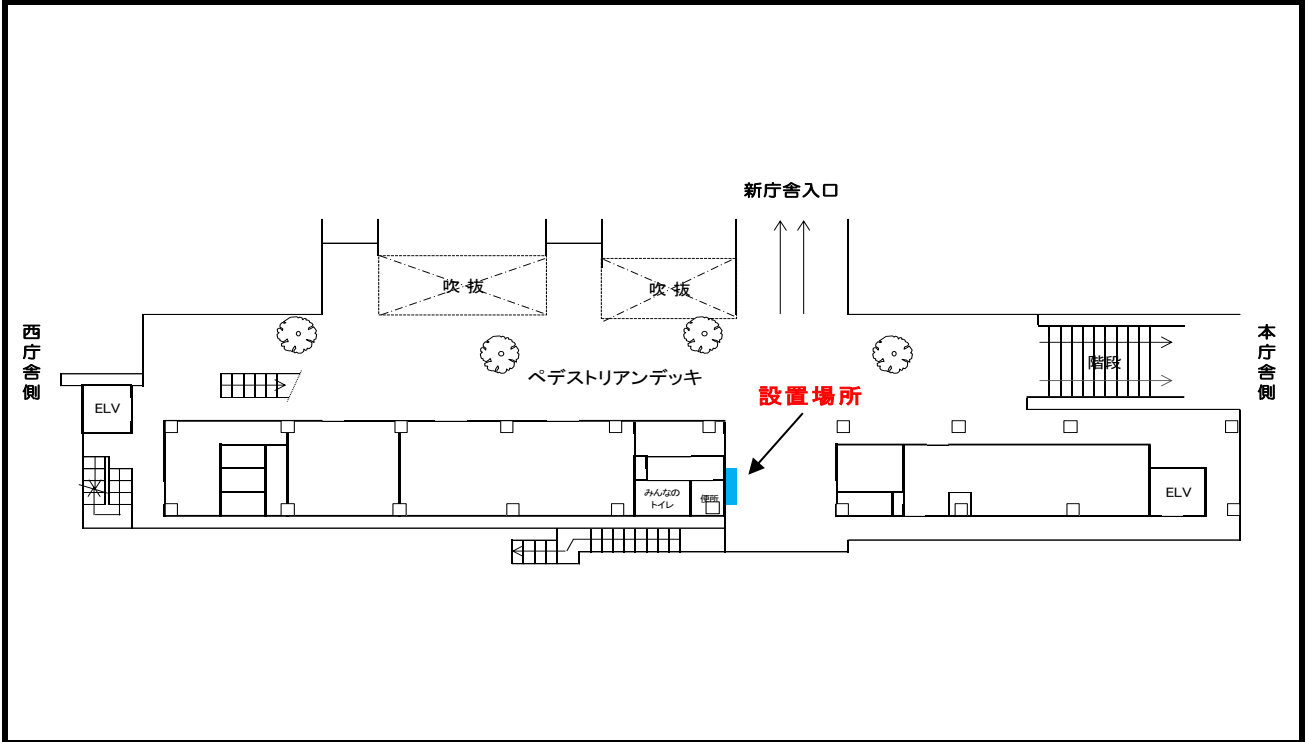 新庁舎入口
吹 抜
吹 抜
西庁舎側
本庁舎側
階段
ペデストリアンデッキ
設置場所
ELV
みんなの
トイレ
便所
ELV